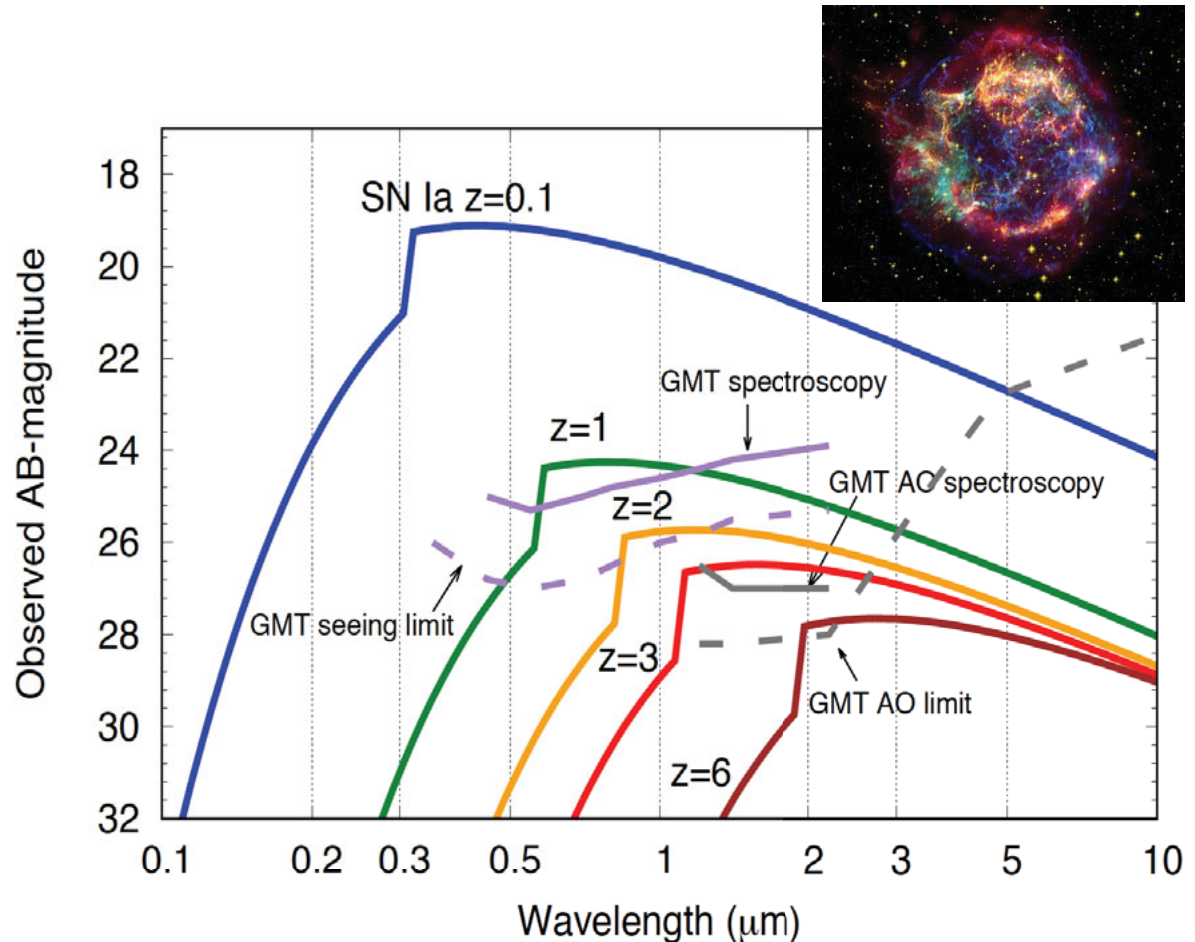 18
20
22
24
26
28
30
32
Observed AB-magnitude
SN Ia z=0.1
GMT spectroscopy
z=1
GMT AO spectroscopy
z=2
GMT seeing limit
z=3
GMT AO limit
z=6
0.1 0.2 0.3 0.5 1 2 3 5 10
Wavelength (μm)